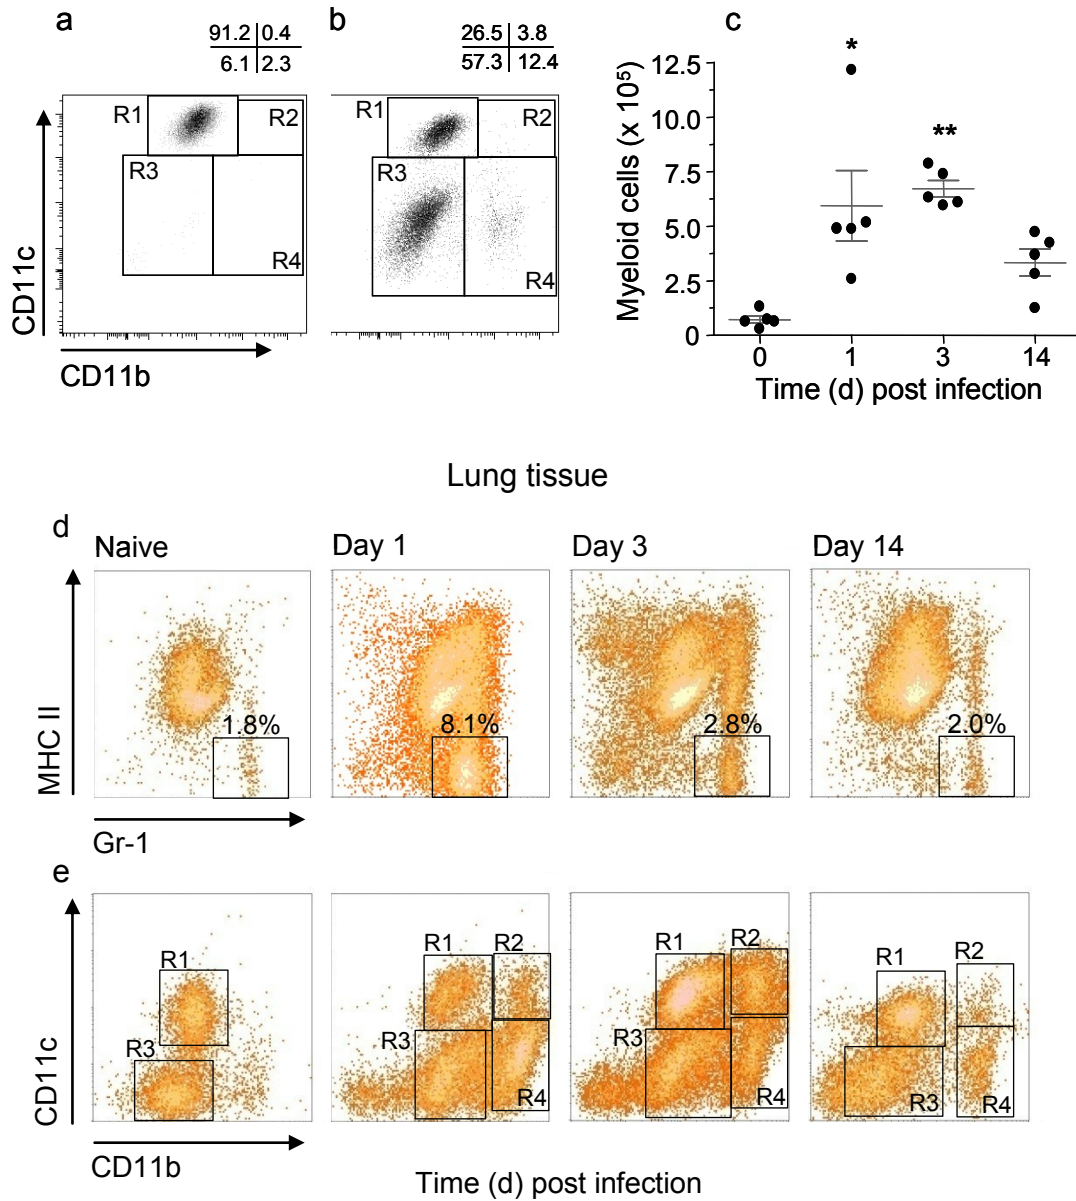 a
91.2 0.4
6.1 2.3
b
26.5 3.8
57.3 12.4
c
R1
R2
R3
R4
CD11c
CD11b
R1
R2
R3
R4
*
**
Myeloid cells (x 10⁵)
12.5
10.0
7.5
5.0
2.5
0
0 1 3 14
Time (d) post infection
Lung tissue
d
Naive
Day 1
Day 3
Day 14
MHC II
1.8%
8.1%
2.8%
2.0%
Gr-1
e
CD11c
R1
R3
R1
R2
R3
R4
R1
R2
R3
R4
R1
R2
R3
R4
CD11b
Time (d) post infection